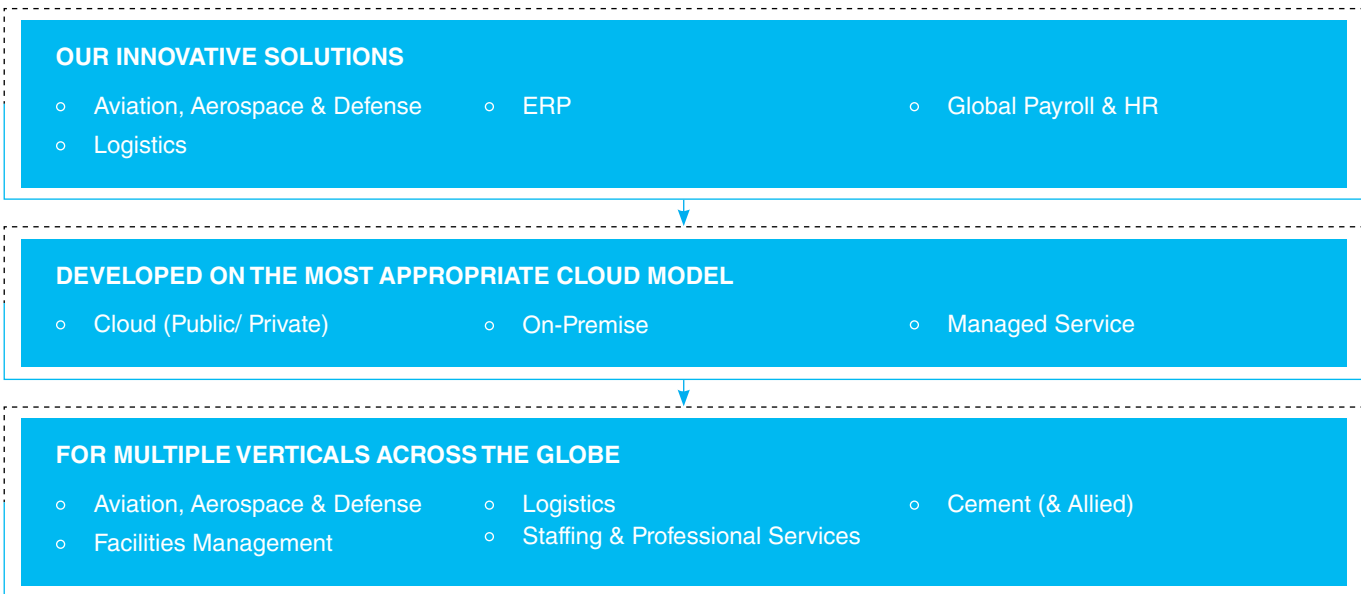 OUR INNOVATIVE SOLUTIONS
Aviation, Aerospace & Defense
ERP
Global Payroll & HR
Logistics
DEVELOPED ON THE MOST APPROPRIATE CLOUD MODEL
Cloud (Public/ Private)
On-Premise
Managed Service
FOR MULTIPLE VERTICALS ACROSS THE GLOBE
Aviation, Aerospace & Defense
Logistics
Cement (& Allied)
Facilities Management
Staffing & Professional Services